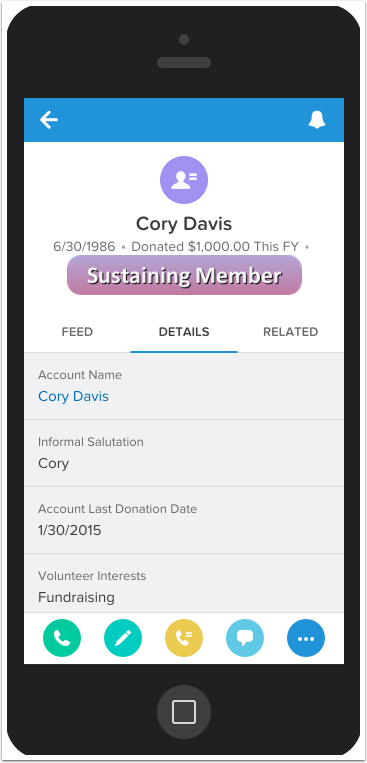 Cory Davis
6/30/1986 • Donated $1,000.00 This FY •
Sustaining Member
FEED DETAILS RELATED
Account Name
Cory Davis
Informal Salutation
Cory
Account Last Donation Date
1/30/2015
Volunteer Interests
Fundraising